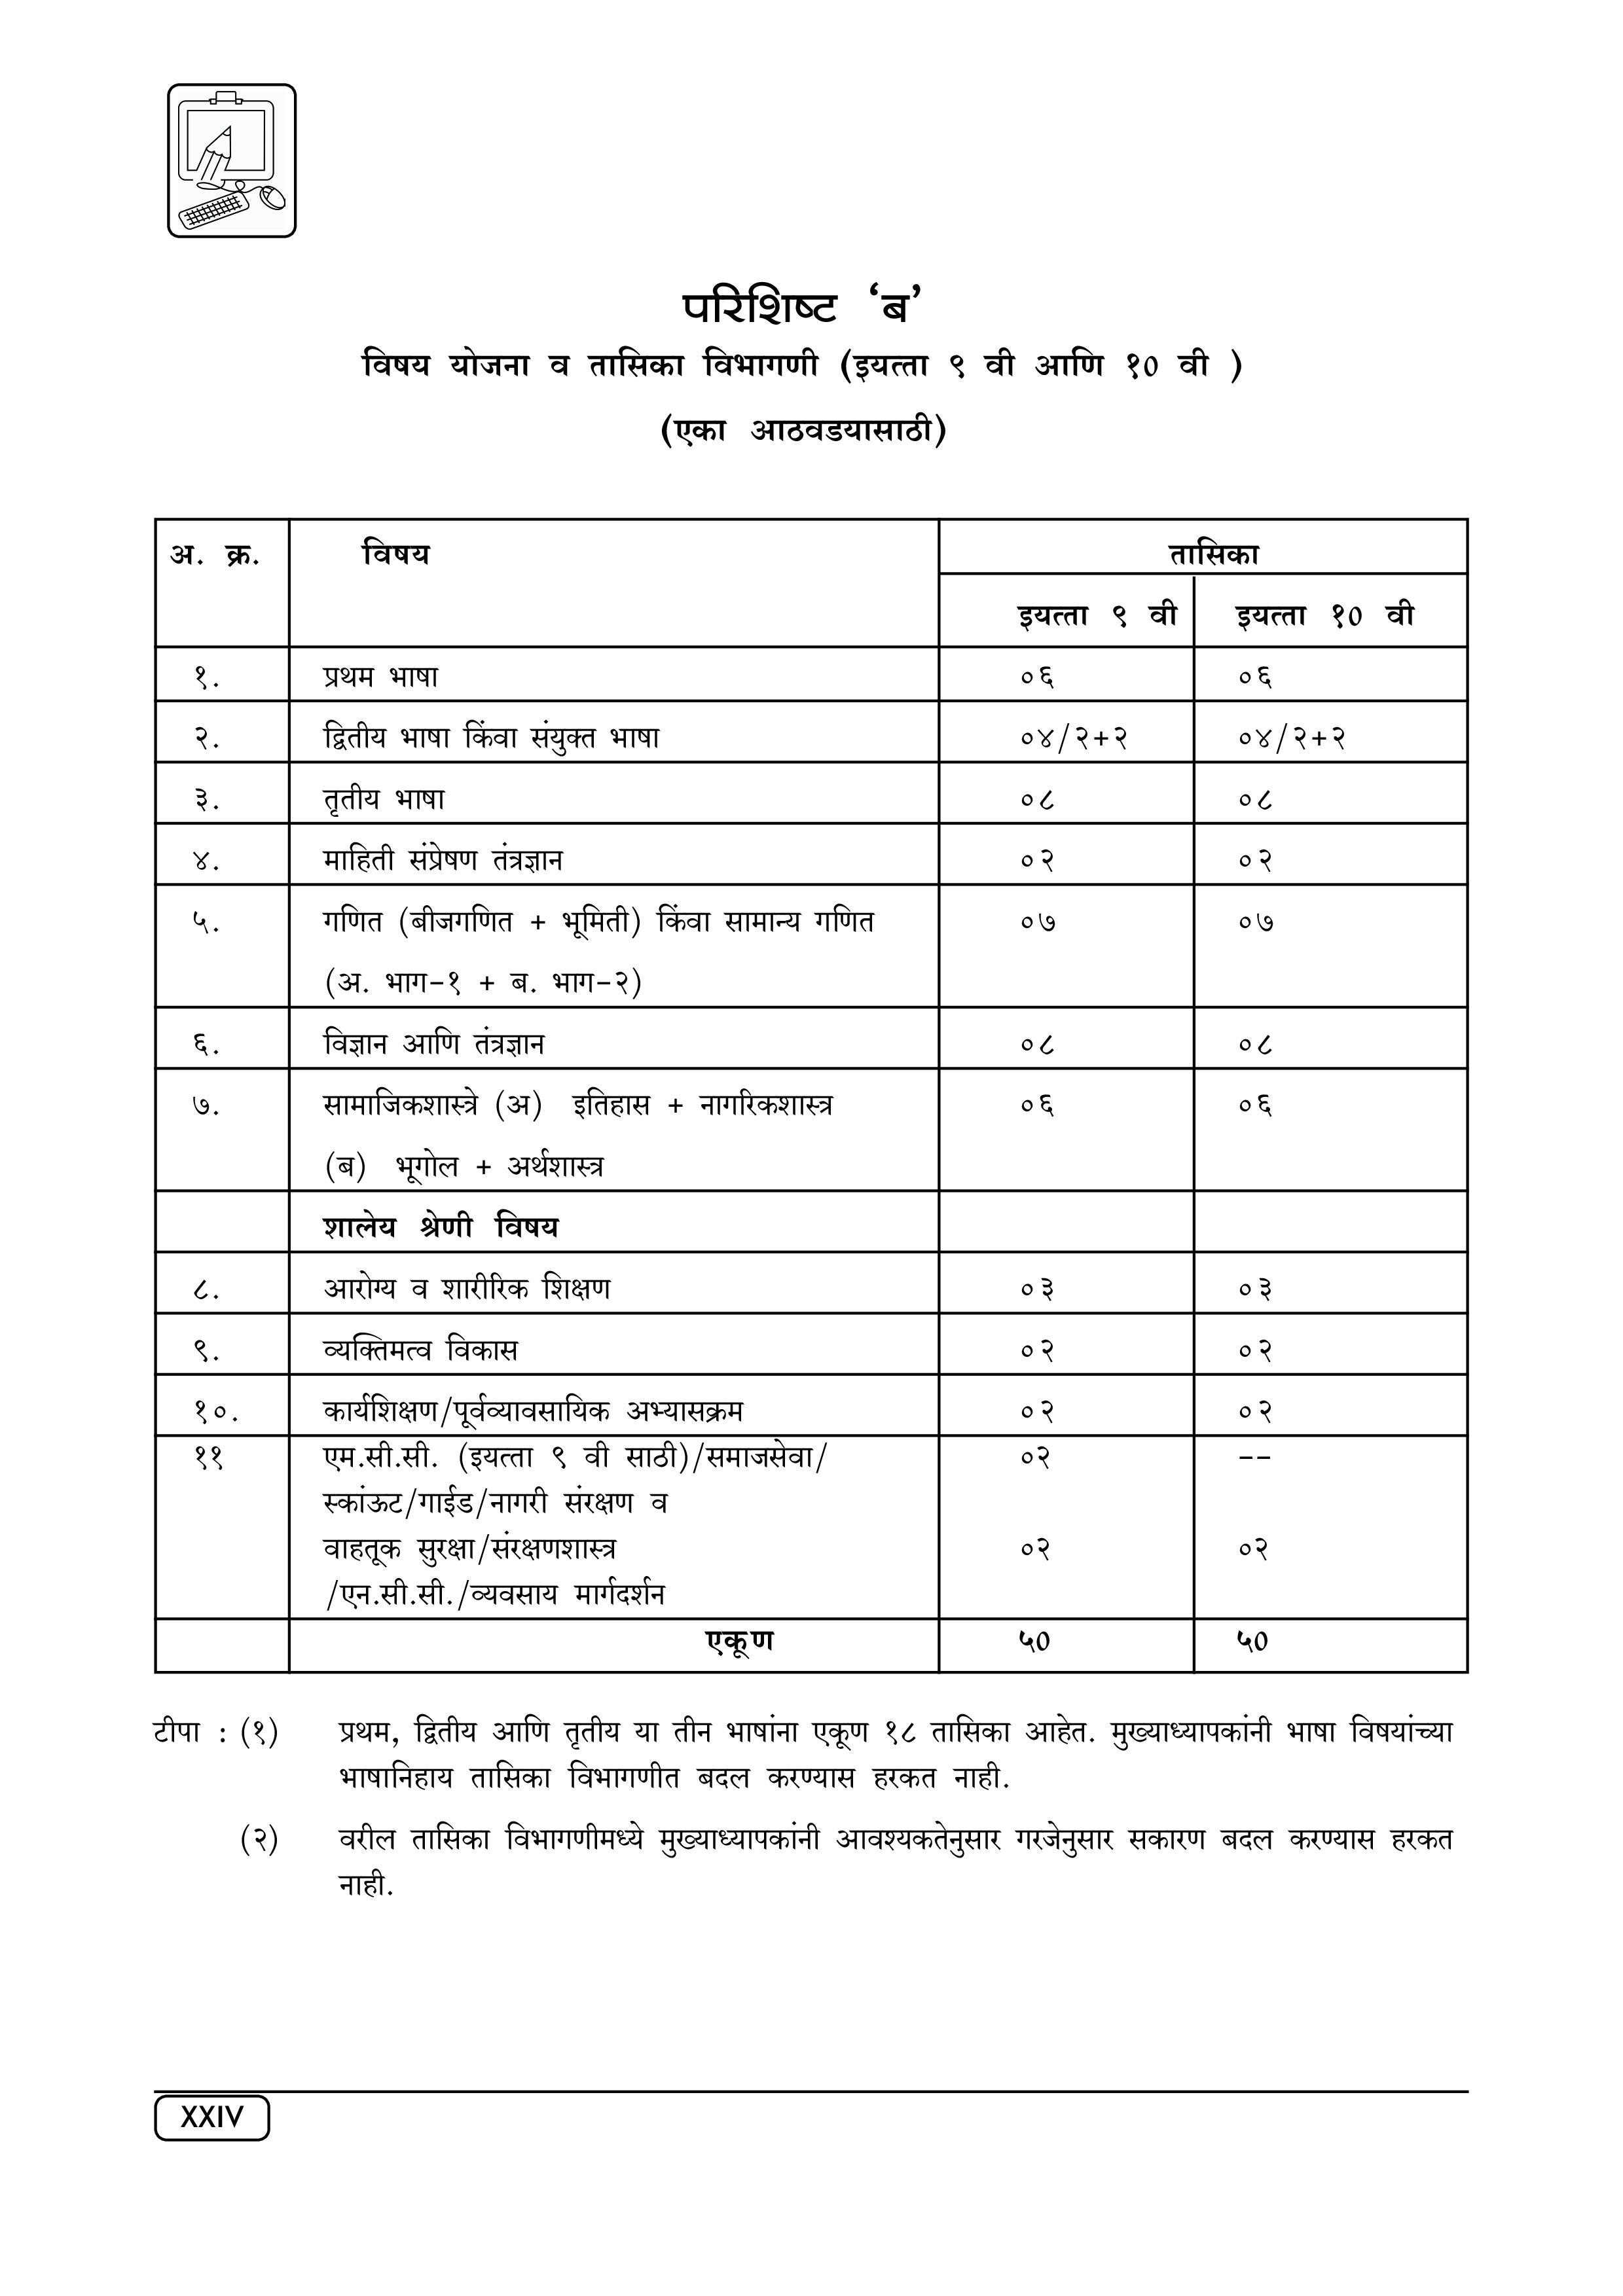 परिशिष्ट ‘ब’
विषय योजना व तासिका विभागणी (इयत्ता ९ वी आणि १० वी )
(एका आठवडयासाठी)
अ. क्र. विषय तासिका
इयत्ता ९ वी इयत्ता १० वी
१. प्रथम भाषा ०६ ०६
२. द्वितीय भाषा किंवा संयुक्त भाषा ०४/२+२ ०४/२+२
३. तृतीय भाषा ०८ ०८
४. माहिती संप्रेषण तंत्रज्ञान ०२ ०२
५. गणित (बीजगणित + भूमिती) किंवा सामान्य गणित ०७ ०७
(अ. भाग-१ + ब. भाग-२)
६. विज्ञान आणि तंत्रज्ञान ०८ ०८
७. सामाजिकशास्त्रे (अ) इतिहास + नागरिकशास्त्र ०६ ०६
(ब) भूगोल + अर्थशास्त्र
शालेय श्रेणी विषय
८. आरोग्य व शारीरिक शिक्षण ०३ ०३
९. व्यक्तिमत्व विकास ०२ ०२
१०. कार्यशिक्षण/पूर्वव्यावसायिक अभ्यासक्रम ०२ ०२
११ एम.सी.सी. (इयत्ता ९ वी साठी)/समाजसेवा/ ०२ --
स्कांऊट/गाईड/नागरी संरक्षण व
वाहतूक सुरक्षा/संरक्षणशास्त्र ०२ ०२
/एन.सी.सी./व्यवसाय मार्गदर्शन
एकूण ५० ५०
टीपा : (१) प्रथम, द्वितीय आणि तृतीय या तीन भाषांना एकूण १८ तासिका आहेत. मुख्याध्यापकांनी भाषा विषयांच्या
भाषानिहाय तासिका विभागणीत बदल करण्यास हरकत नाही.
(२) वरील तासिका विभागणीमध्ये मुख्याध्यापकांनी आवश्यकतेनुसार गरजेनुसार सकारण बदल करण्यास हरकत
नाही.
XXIV